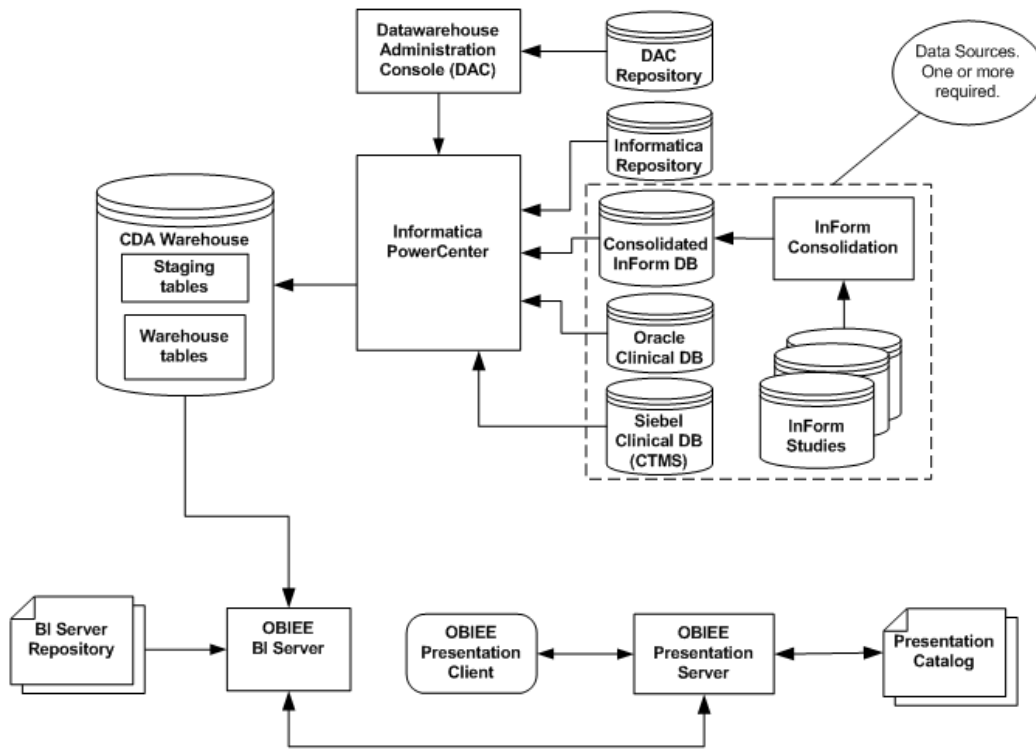 Datawarehouse
Administration
Console (DAC)
DAC
Repository
Data Sources.
One or more
required.
Informatica
Repository
CDA Warehouse
Staging
tables
Warehouse
tables
Informatica
PowerCenter
Consolidated
InForm DB
InForm
Consolidation
Oracle
Clinical DB
Siebel
Clinical DB
(CTMS)
InForm
Studies
BI Server
Repository
OBIEE
BI Server
OBIEE
Presentation
Client
OBIEE
Presentation
Server
Presentation
Catalog